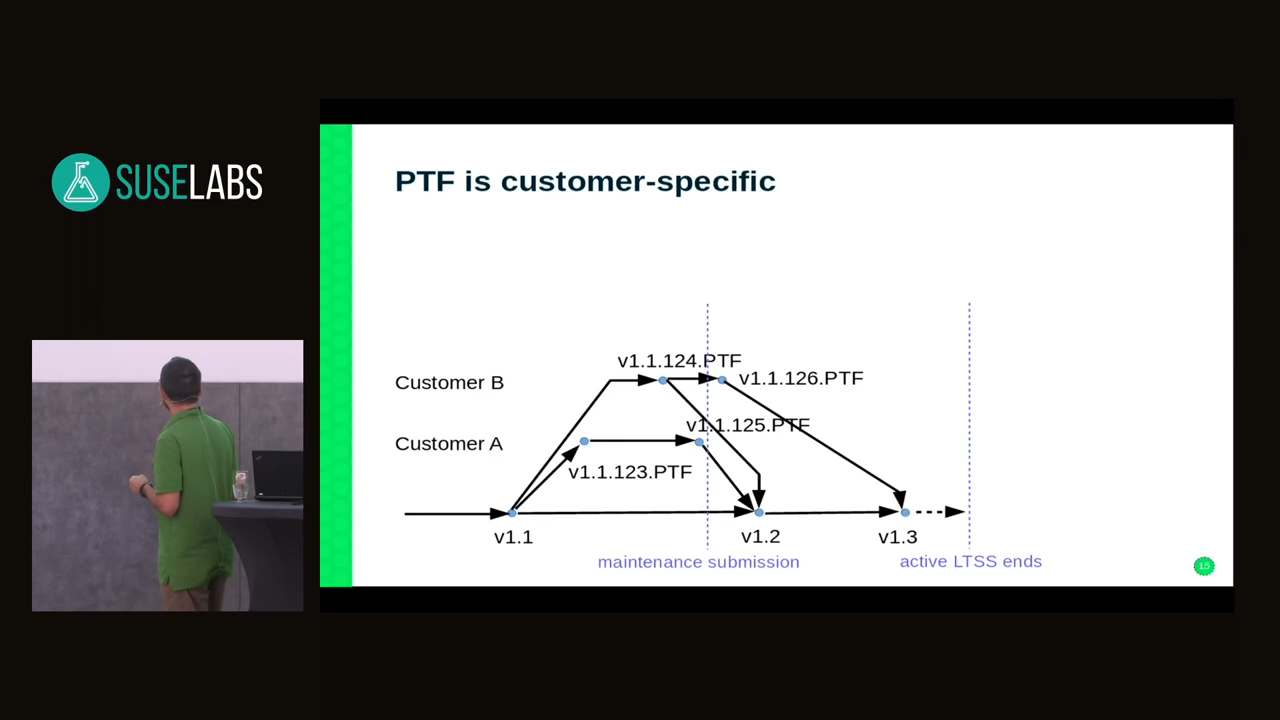 SUSELABS
PTF is customer-specific
v1.1.124.PTF
Customer B
v1.1.126.PTF
v1.1.125.PTF
Customer A
v1.1.123.PTF
v1.1
v1.2
v1.3
maintenance submission
active LTSS ends
15